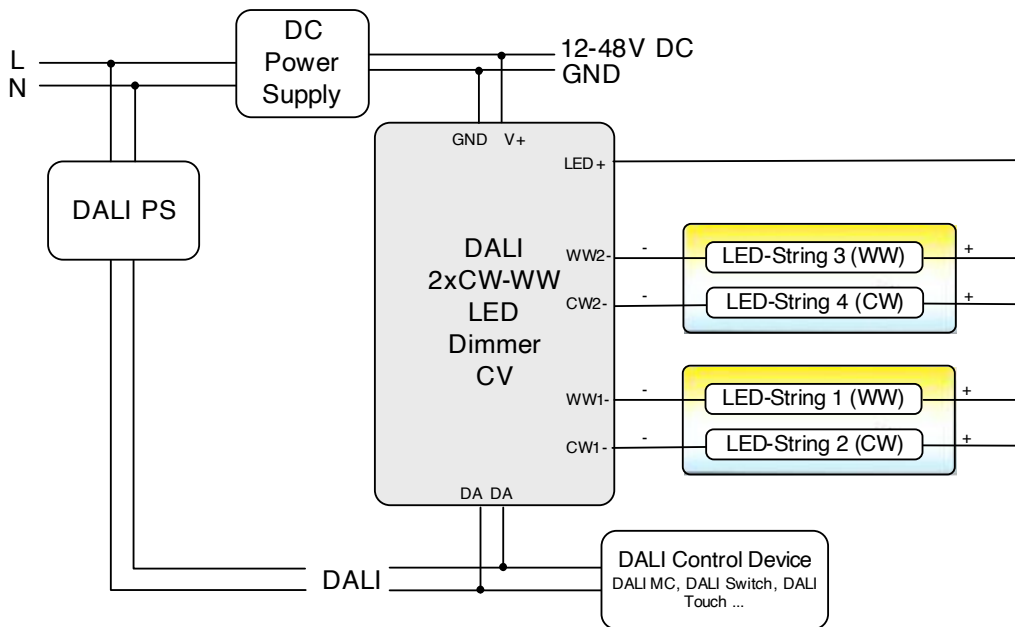 L
N
DC
Power
Supply
12-48V DC
GND
DALI PS
GND V+
LED+
DALI
2xCW-WW
LED
Dimmer
CV
WW2-
-
LED-String 3 (WW)
+
CW2-
-
LED-String 4 (CW)
+
WW1-
-
LED-String 1 (WW)
+
CW1-
-
LED-String 2 (CW)
+
DA DA
DALI
DALI Control Device
DALI MC, DALI Switch, DALI
Touch ...